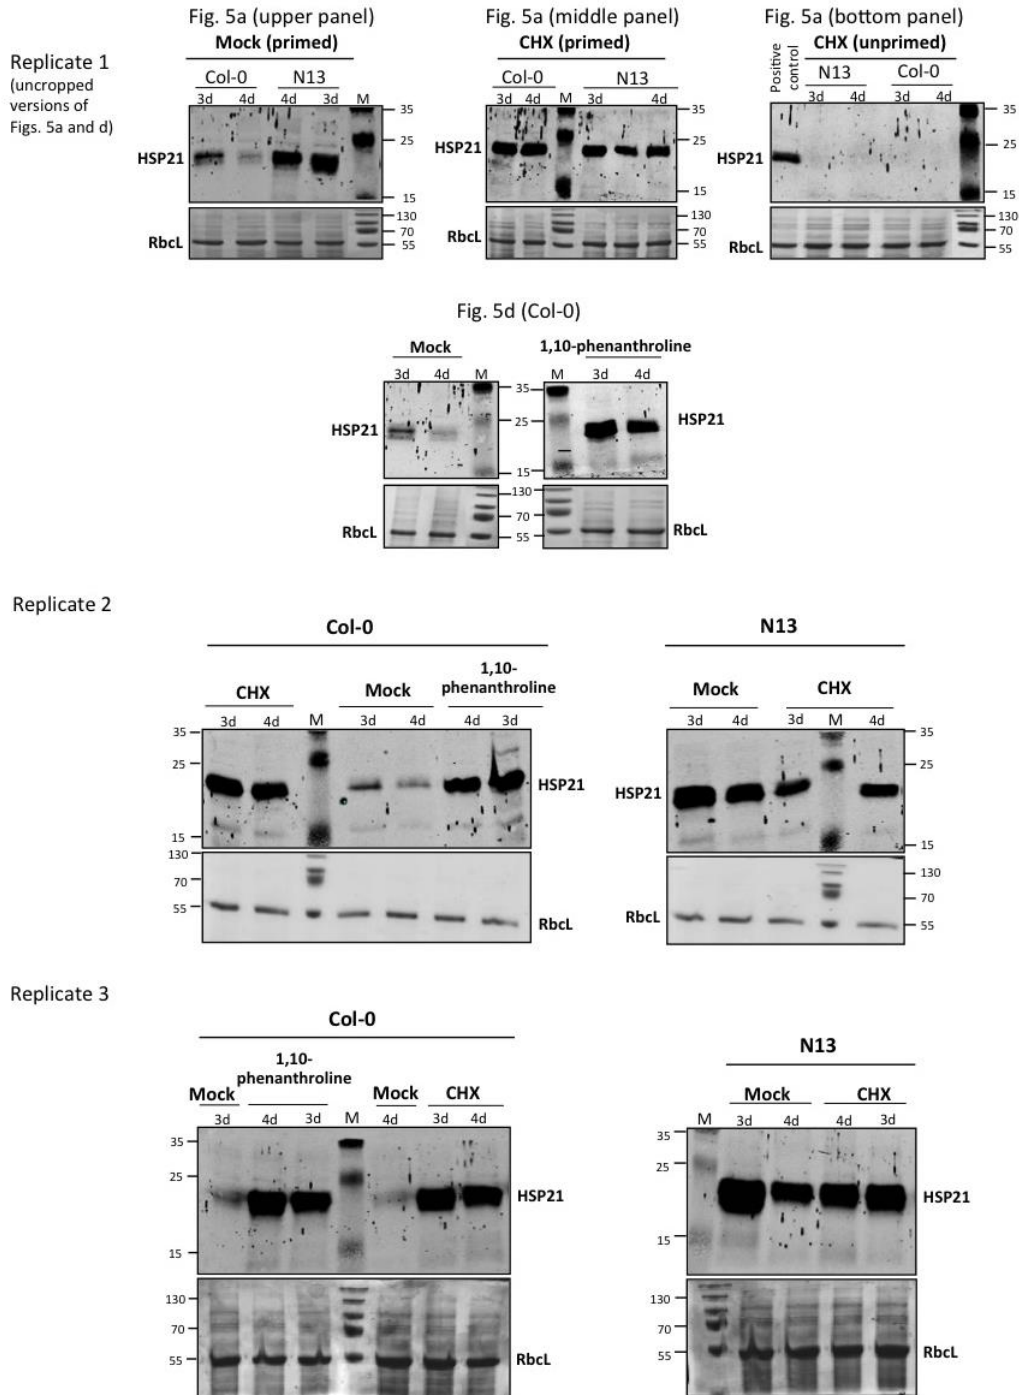 Fig. 5a (upper panel)
Fig. 5a (middle panel)
Fig. 5a (bottom panel)
Replicate 1
(uncropped
versions of
Figs. 5a and d)
Mock (primed)
Col-0 N13
3d 4d 4d 3d M
35
25
15
HSP21
130
70
55
RbcL
CHX (primed)
Col-0 M N13
3d 4d 3d 4d
35
25
15
HSP21
130
70
55
RbcL
Positive
control
CHX (unprimed)
N13 Col-0
3d 4d 3d 4d
35
25
15
HSP21
130
70
55
RbcL
Fig. 5d (Col-0)
Mock
3d 4d M
1,10-phenanthroline
M 3d 4d
35
25
15
HSP21
HSP21
130
70
55
RbcL
RbcL
Replicate 2
Col-0
CHX
Mock
1,10-
phenanthroline
3d 4d M 3d 4d 4d 3d
35
25
15
HSP21
130
70
55
RbcL
N13
Mock
CHX
3d 4d 3d M 4d
35
25
15
HSP21
130
70
55
RbcL
Replicate 3
Col-0
Mock
1,10-
phenanthroline
Mock
CHX
3d 4d 3d M 4d 3d 4d
35
25
15
HSP21
130
70
55
RbcL
N13
Mock
CHX
M 3d 4d 4d 3d
35
25
15
HSP21
130
70
55
RbcL